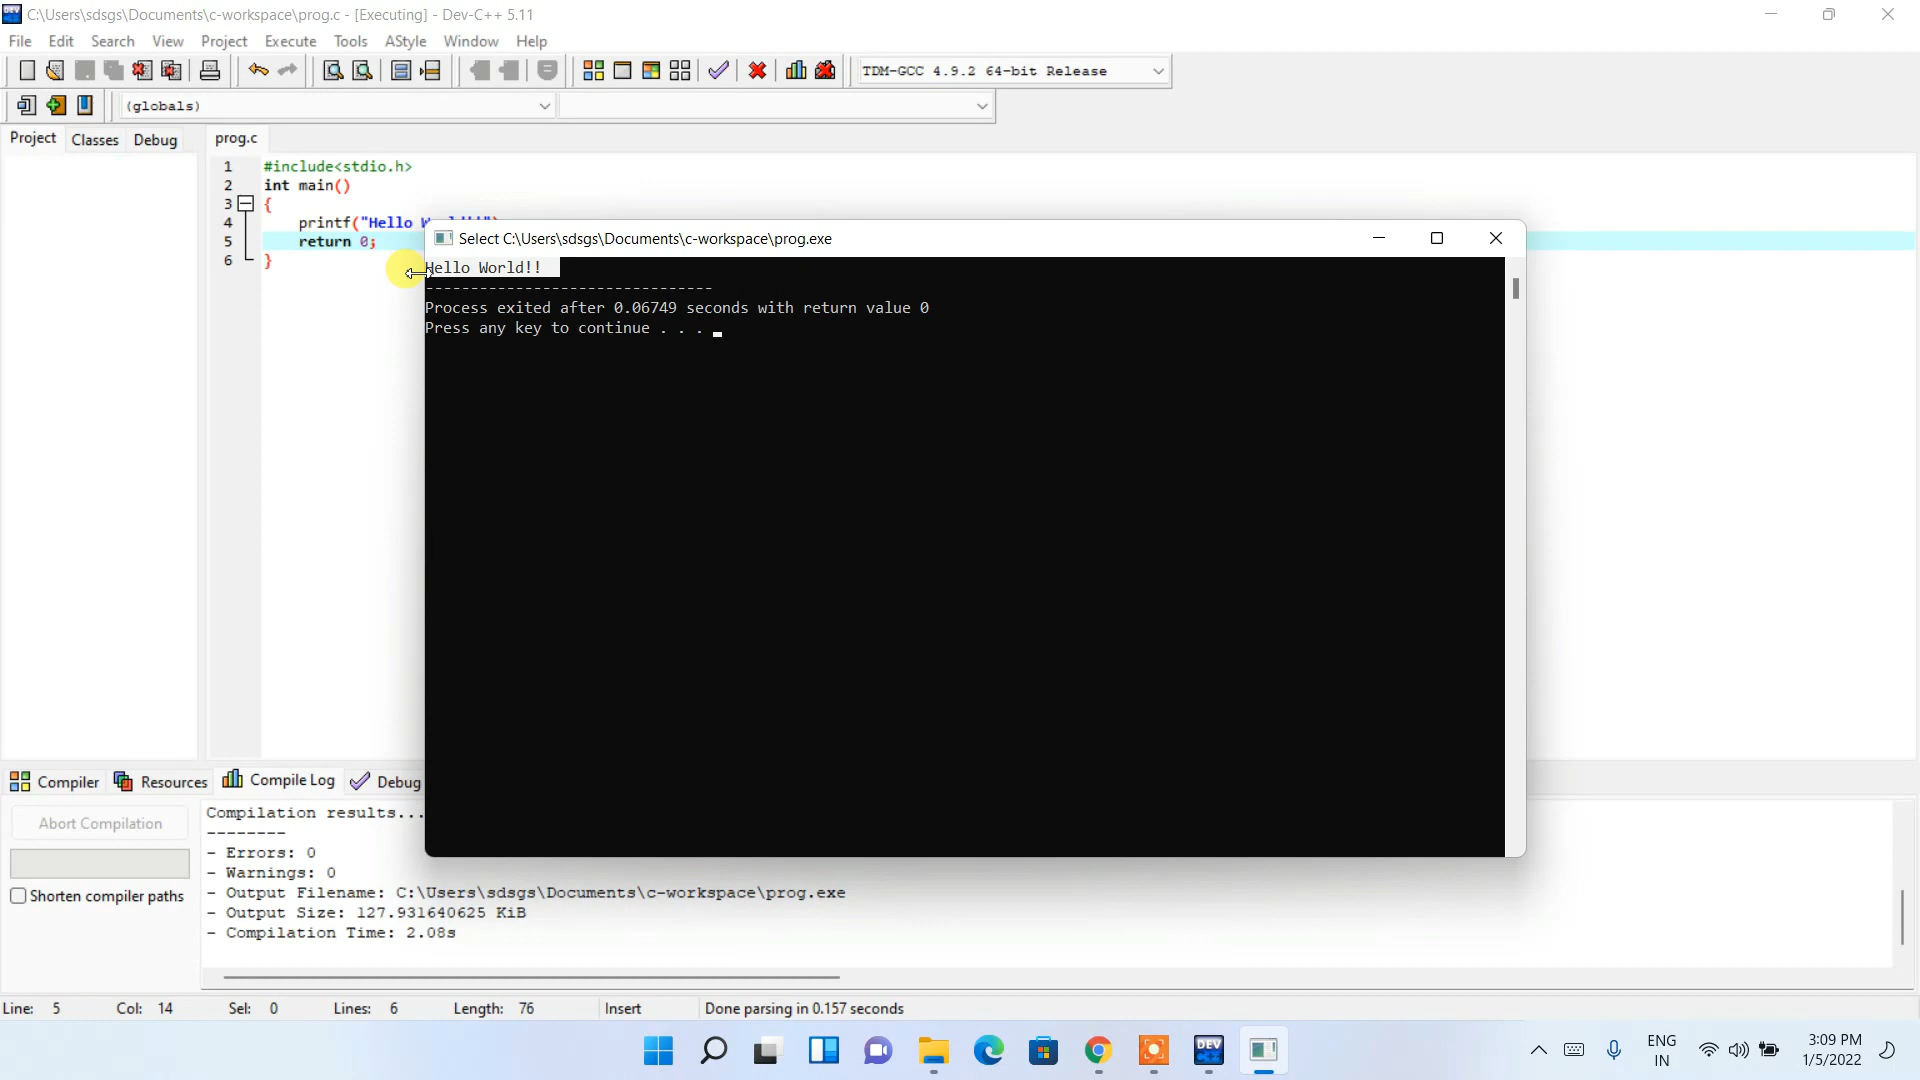 C:\Users\sdsgs\Documents\c-workspace\prog.c - [Executing] - Dev-C++ 5.11
File Edit Search View Project Execute Tools AStyle Window Help
TDM-GCC 4.9.2 64-bit Release
(globals)
Project Classes Debug prog.c
1 #include<stdio.h>
2 int main()
3 {
4 printf("Hello
5 return 0;
6 }
Select C:\Users\sdsgs\Documents\c-workspace\prog.exe
Hello World!!
--------------------------------
Process exited after 0.06749 seconds with return value 0
Press any key to continue . . .
Compiler Resources Compile Log Debug
Abort Compilation
Shorten compiler paths
Compilation results...
--------
- Errors: 0
- Warnings: 0
- Output Filename: C:\Users\sdsgs\Documents\c-workspace\prog.exe
- Output Size: 127.931640625 KiB
- Compilation Time: 2.08s
Line: 5 Col: 14 Sel: 0 Lines: 6 Length: 76 Insert Done parsing in 0.157 seconds
DEV
ENG
IN
3:09 PM
1/5/2022